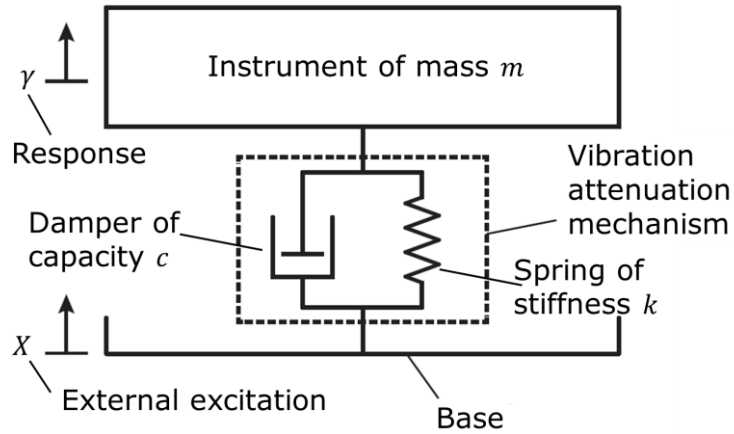 Instrument of mass m
γ
Response
Vibration
attenuation
mechanism
Damper of
capacity c
Spring of
stiffness k
X
External excitation
Base